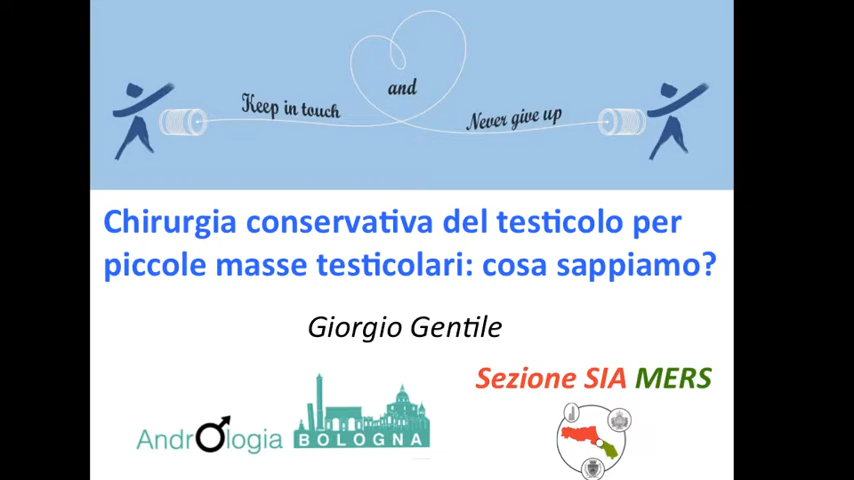 Keep in touch
and
Never give up
Chirurgia conservativa del testicolo per
piccole masse testicolari: cosa sappiamo?
Giorgio Gentile
Sezione SIA MERS
Andrologia
BOLOGNA